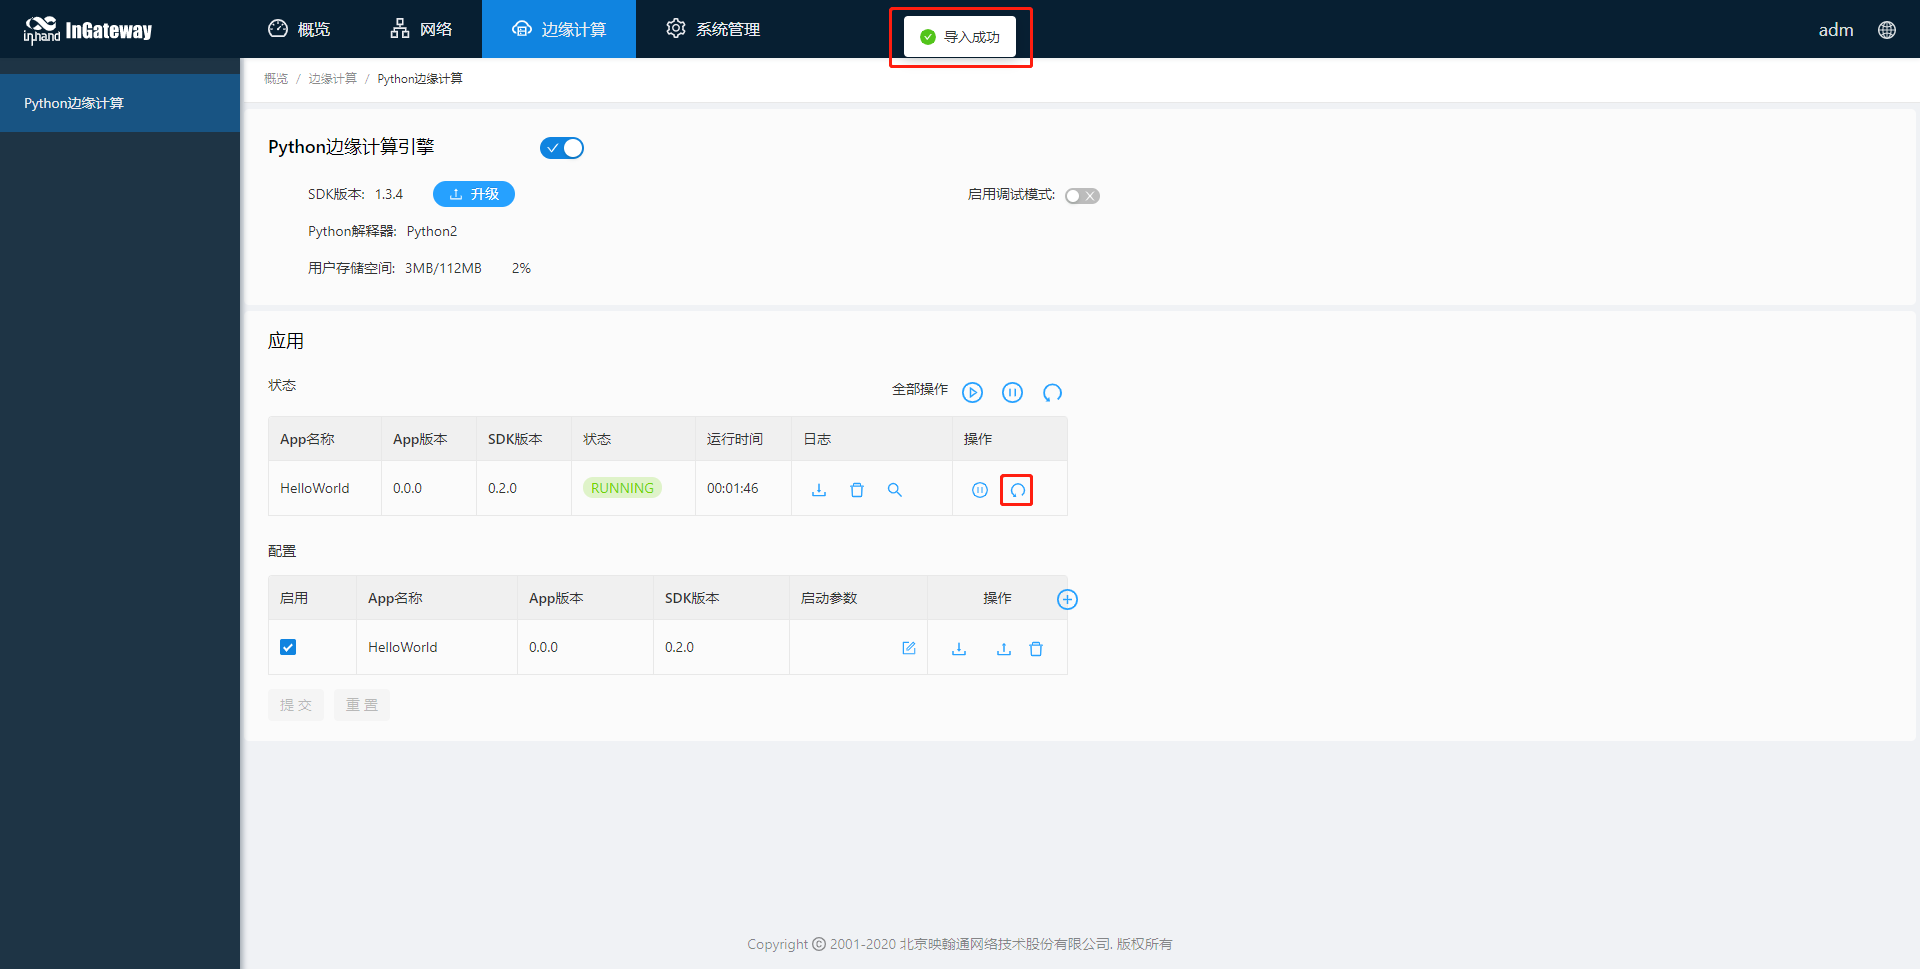 inhand InGateway
概览
网络
边缘计算
系统管理
导入成功
adm
Python边缘计算
概览 / 边缘计算 / Python边缘计算
Python边缘计算引擎
SDK版本: 1.3.4
升级
启用调试模式:
Python解释器: Python2
用户存储空间: 3MB/112MB 2%
应用
状态
全部操作
App名称 App版本 SDK版本 状态 运行时间 日志 操作
HelloWorld 0.0.0 0.2.0 RUNNING 00:01:46
配置
启用 App名称 App版本 SDK版本 启动参数 操作
HelloWorld 0.0.0 0.2.0
提 交
重 置
Copyright © 2001-2020 北京映翰通网络技术股份有限公司. 版权所有